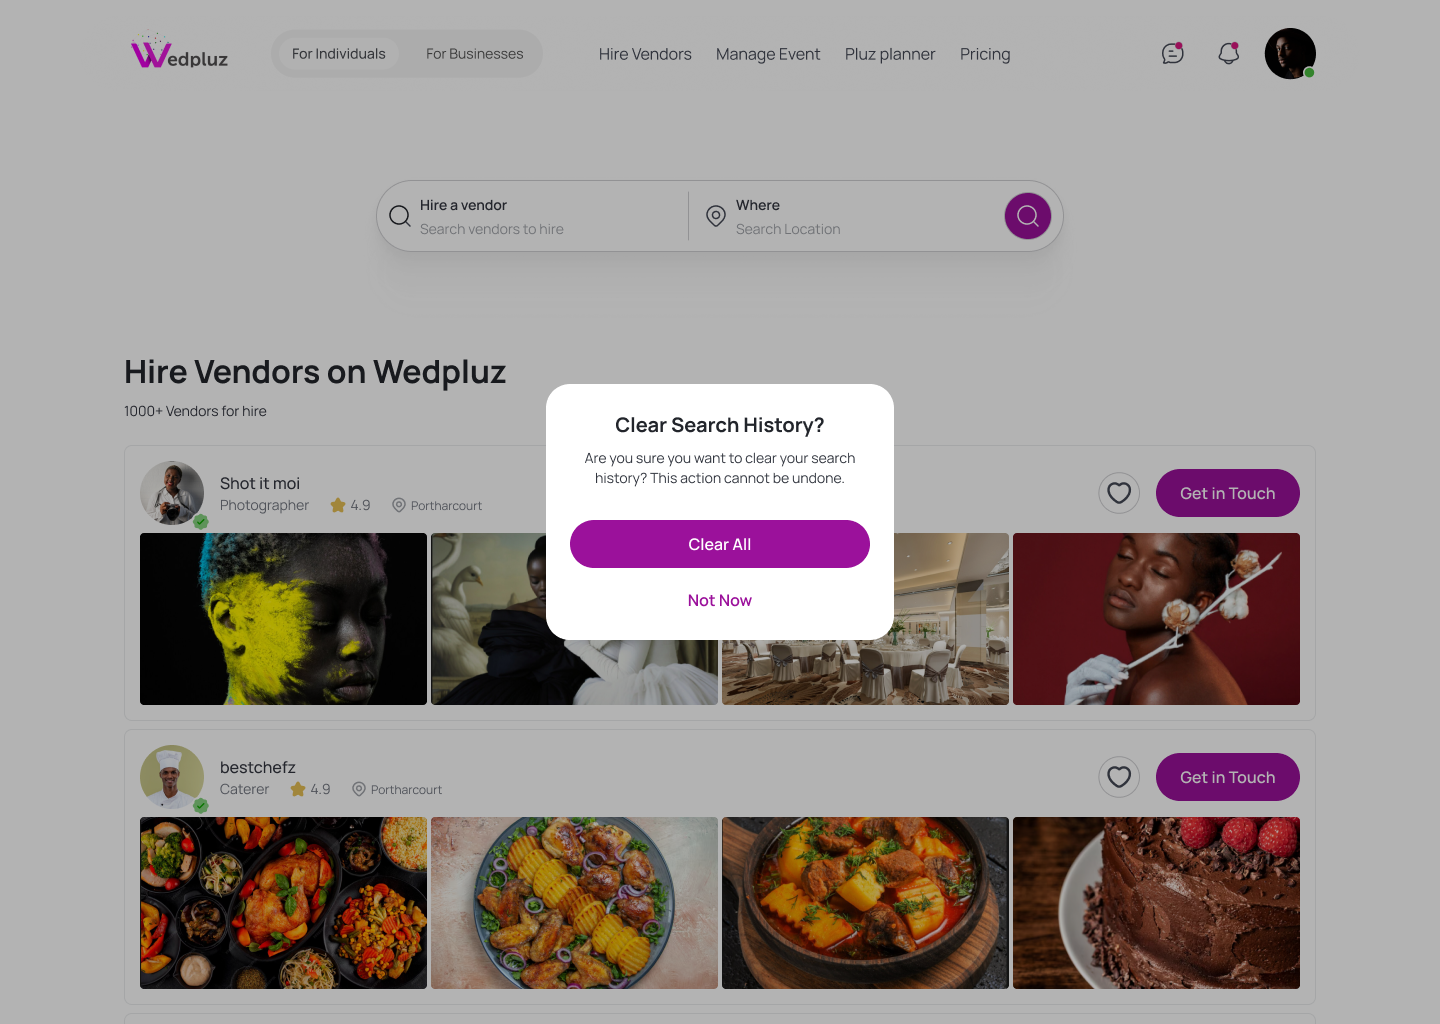 Wedpluz
For Individuals
For Businesses
Hire Vendors
Manage Event
Pluz planner
Pricing
Hire a vendor
Search vendors to hire
Where
Search Location
Hire Vendors on Wedpluz
1000+ Vendors for hire
Clear Search History?
Are you sure you want to clear your search
history? This action cannot be undone.
Clear All
Not Now
Shot it moi
Photographer
4.9
Portharcourt
Get in Touch
bestchefz
Caterer
4.9
Portharcourt
Get in Touch